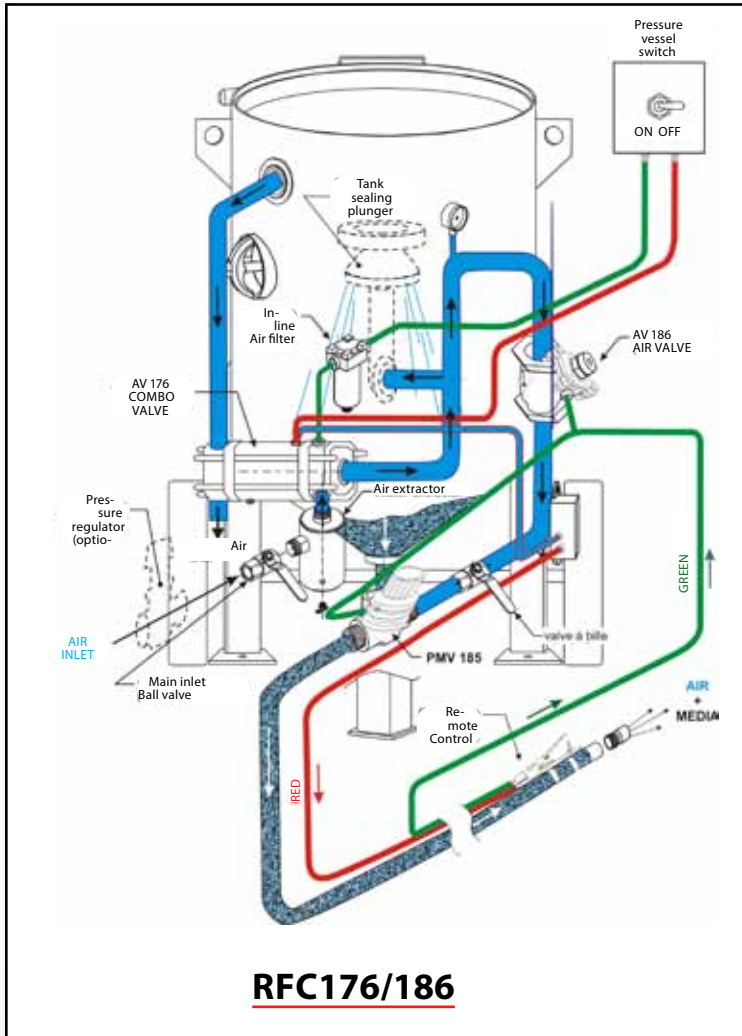 Pressure
vessel
switch
ON OFF
Tank
sealing
plunger
In-
line
Air filter
AV 186
AIR VALVE
AV 176
COMBO
VALVE
Air extractor
Pres-
sure
regulator
(optio-
Air
AIR
INLET
Main inlet
Ball valve
valve à bille
PMV 185
GREEN
RED
Re-
mote
Control
AIR
+
MEDIA
RFC176/186